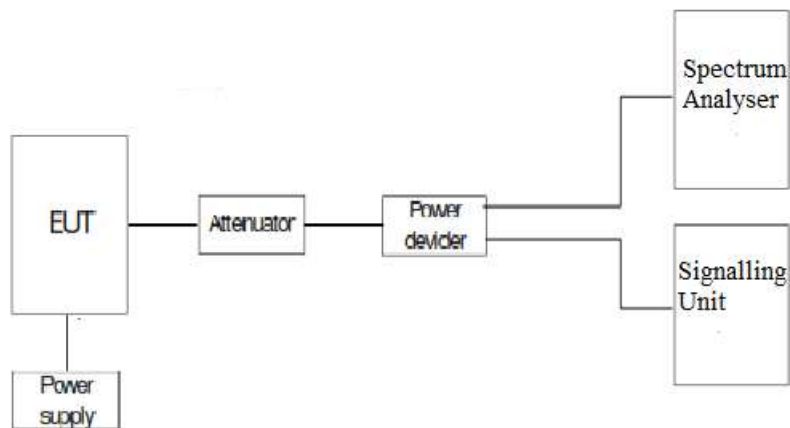 Spectrum
Analyser
EUT
Attenuator
Power
devider
Signalling
Unit
Power
supply